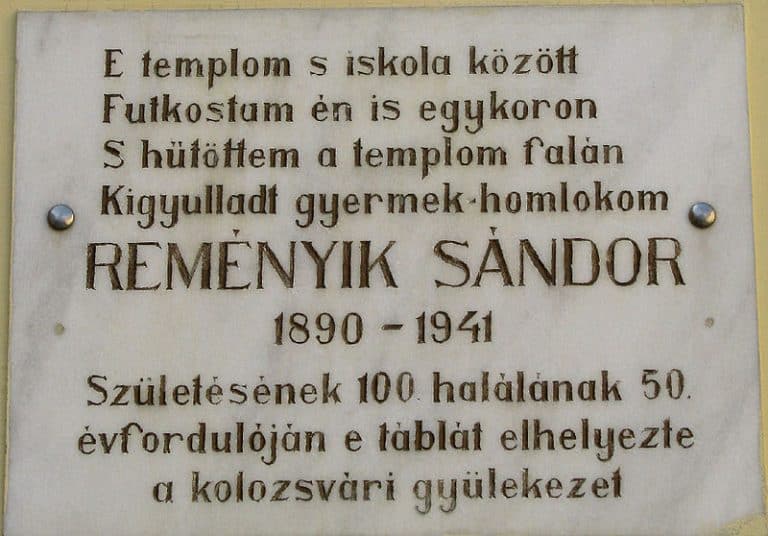 E templom s iskola között
Futkostam én is egykoron
S hűtöttem a templom falán
Kigyulladt gyermek-homlokom
REMÉNYIK SÁNDOR
1890 - 1941
Születésének 100. halálának 50.
évfordulóján e táblát elhelyezte
a kolozsvári gyülekezet